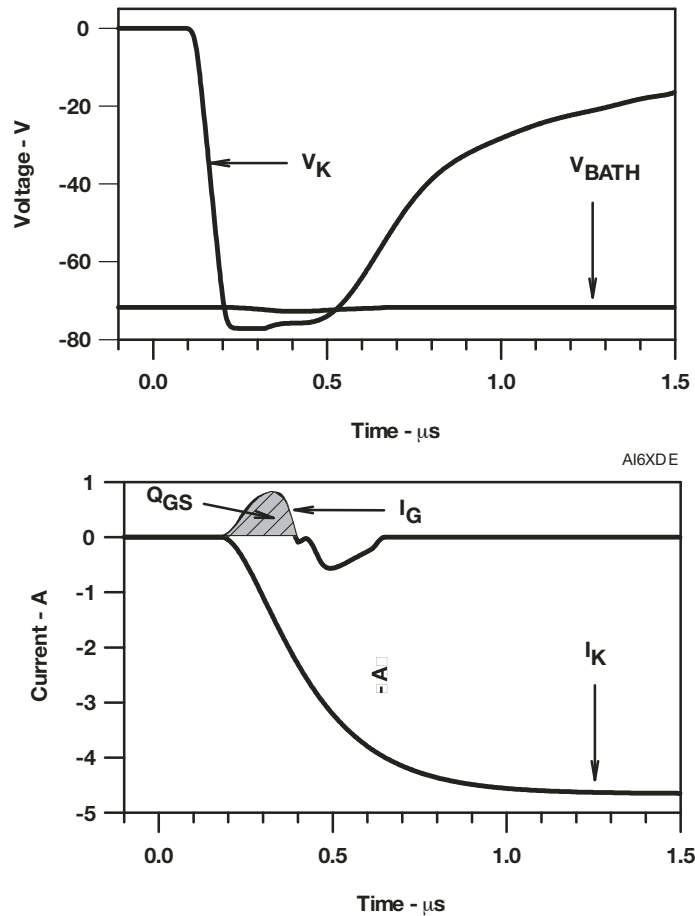 0
-20
-40
-60
-80
Voltage - V
V_K
V_BATH
0.0 0.5 1.0 1.5
Time - μs
AI6XDE
1
0
-1
-2
-3
-4
-5
Current - A
Q_GS
I_G
- A
I_K
0.0 0.5 1.0 1.5
Time - μs